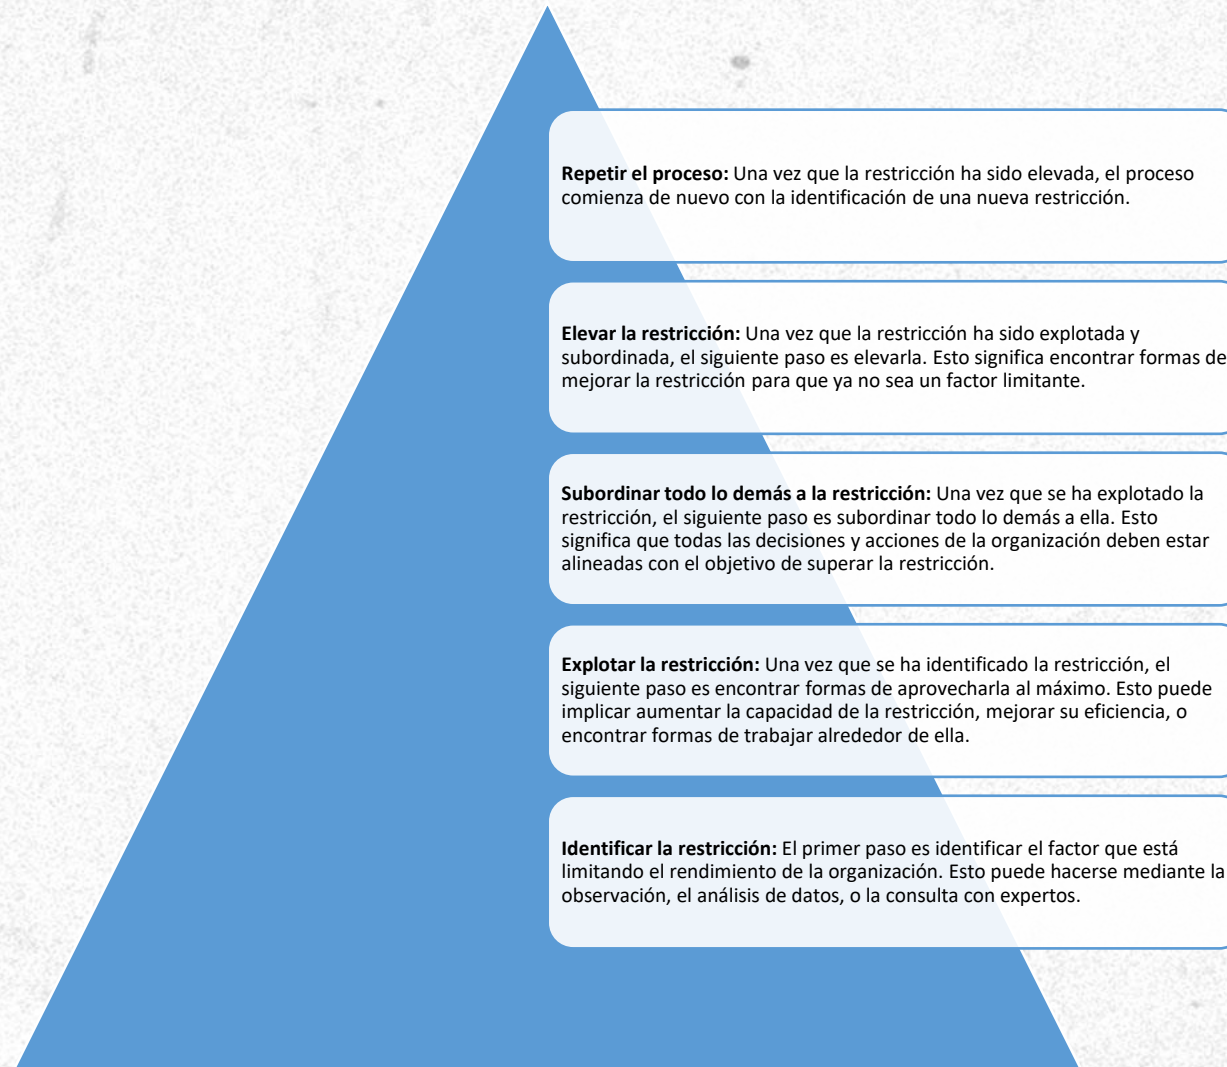 Repetir el proceso: Una vez que la restricción ha sido elevada, el proceso
comienza de nuevo con la identificación de una nueva restricción.
Elevar la restricción: Una vez que la restricción ha sido explotada y
subordinada, el siguiente paso es elevarla. Esto significa encontrar formas de
mejorar la restricción para que ya no sea un factor limitante.
Subordinar todo lo demás a la restricción: Una vez que se ha explotado la
restricción, el siguiente paso es subordinar todo lo demás a ella. Esto
significa que todas las decisiones y acciones de la organización deben estar
alineadas con el objetivo de superar la restricción.
Explotar la restricción: Una vez que se ha identificado la restricción, el
siguiente paso es encontrar formas de aprovecharla al máximo. Esto puede
implicar aumentar la capacidad de la restricción, mejorar su eficiencia, o
encontrar formas de trabajar alrededor de ella.
Identificar la restricción: El primer paso es identificar el factor que está
limitando el rendimiento de la organización. Esto puede hacerse mediante la
observación, el análisis de datos, o la consulta con expertos.